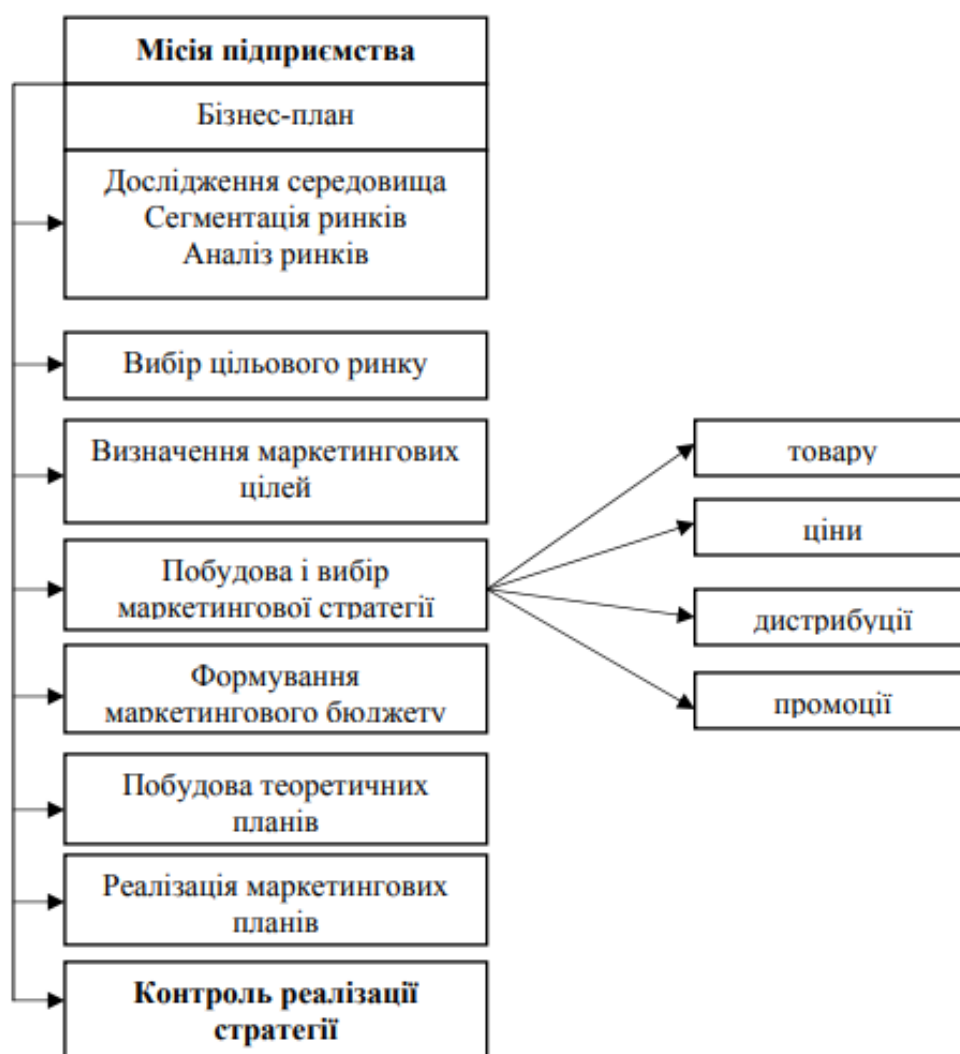 Місія підприємства
Бізнес-план
Дослідження середовища
Сегментація ринків
Аналіз ринків
Вибір цільового ринку
Визначення маркетингових
цілей
Побудова і вибір
маркетингової стратегії
товару
ціни
дистрибуції
промоції
Формування
маркетингового бюджету
Побудова теоретичних
планів
Реалізація маркетингових
планів
Контроль реалізації
стратегії